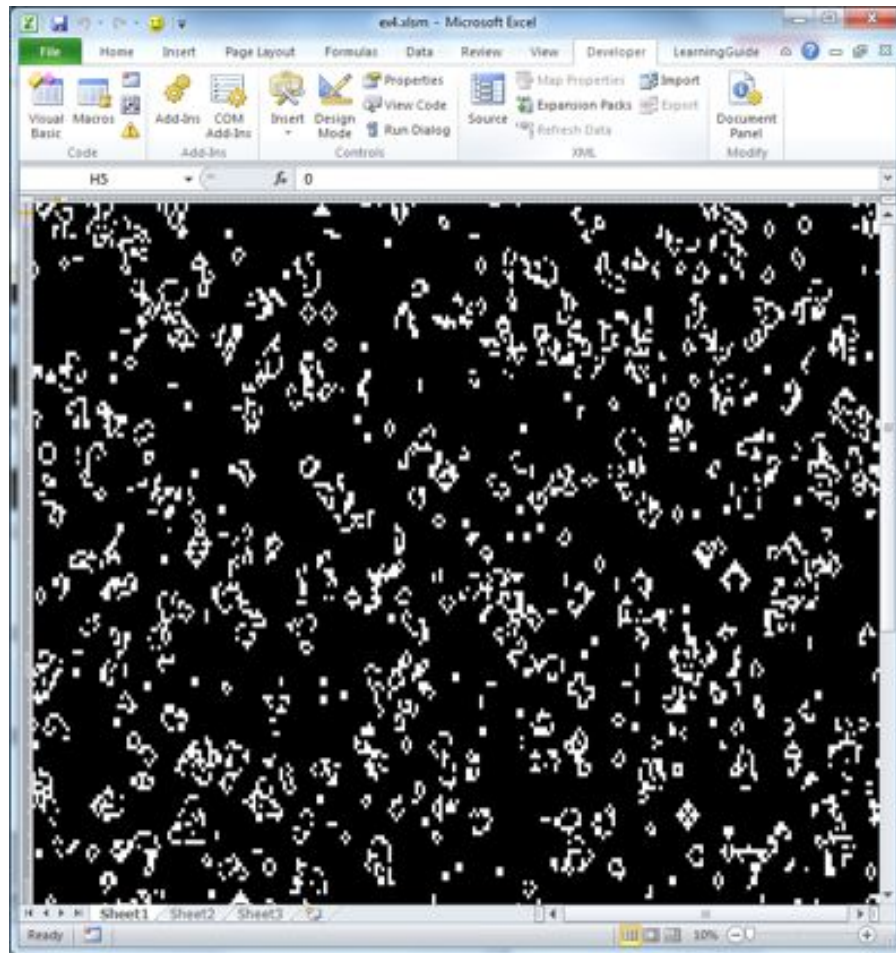 ex4.xlsm - Microsoft Excel
File Home Insert Page Layout Formulas Data Review View Developer LearningGuide
Visual Basic Macros Add-Ins COM Add-Ins Insert Design Mode Properties View Code Run Dialog Source Map Properties Expansion Packs Refresh Data Import Export Document Panel
Code Add-Ins Controls XML Modify
H5 fx 0
Sheet1 Sheet2 Sheet3
Ready 10%